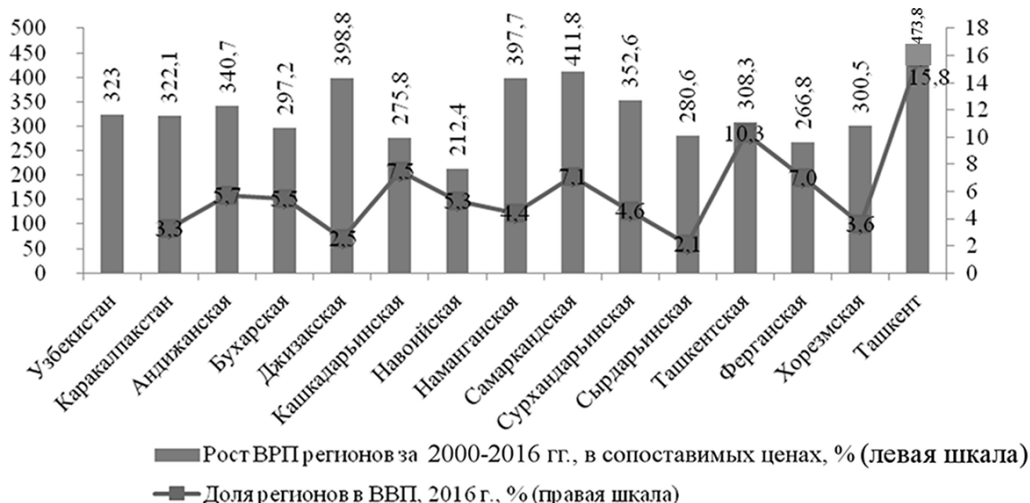 500
450
400
350
300
250
200
150
100
50
0
18
16
14
12
10
8
6
4
2
0
323
322,1
340,7
297,2
398,8
275,8
212,4
397,7
411,8
352,6
280,6
308,3
266,8
300,5
473,8
3,3
5,7
5,5
2,5
7,5
5,3
4,4
7,1
4,6
2,1
10,3
7,0
3,6
15,8
Узбекистан
Каракалпакстан
Андижанская
Бухарская
Джизакская
Кашкадарьинская
Навоийская
Наманганская
Самаркандская
Сурхандарьинская
Сырдарьинская
Ташкентская
Ферганская
Хорезмская
Ташкент
Рост ВРП регионов за 2000-2016 гг., в сопоставимых ценах, % (левая шкала)
Доля регионов в ВВП, 2016 г., % (правая шкала)